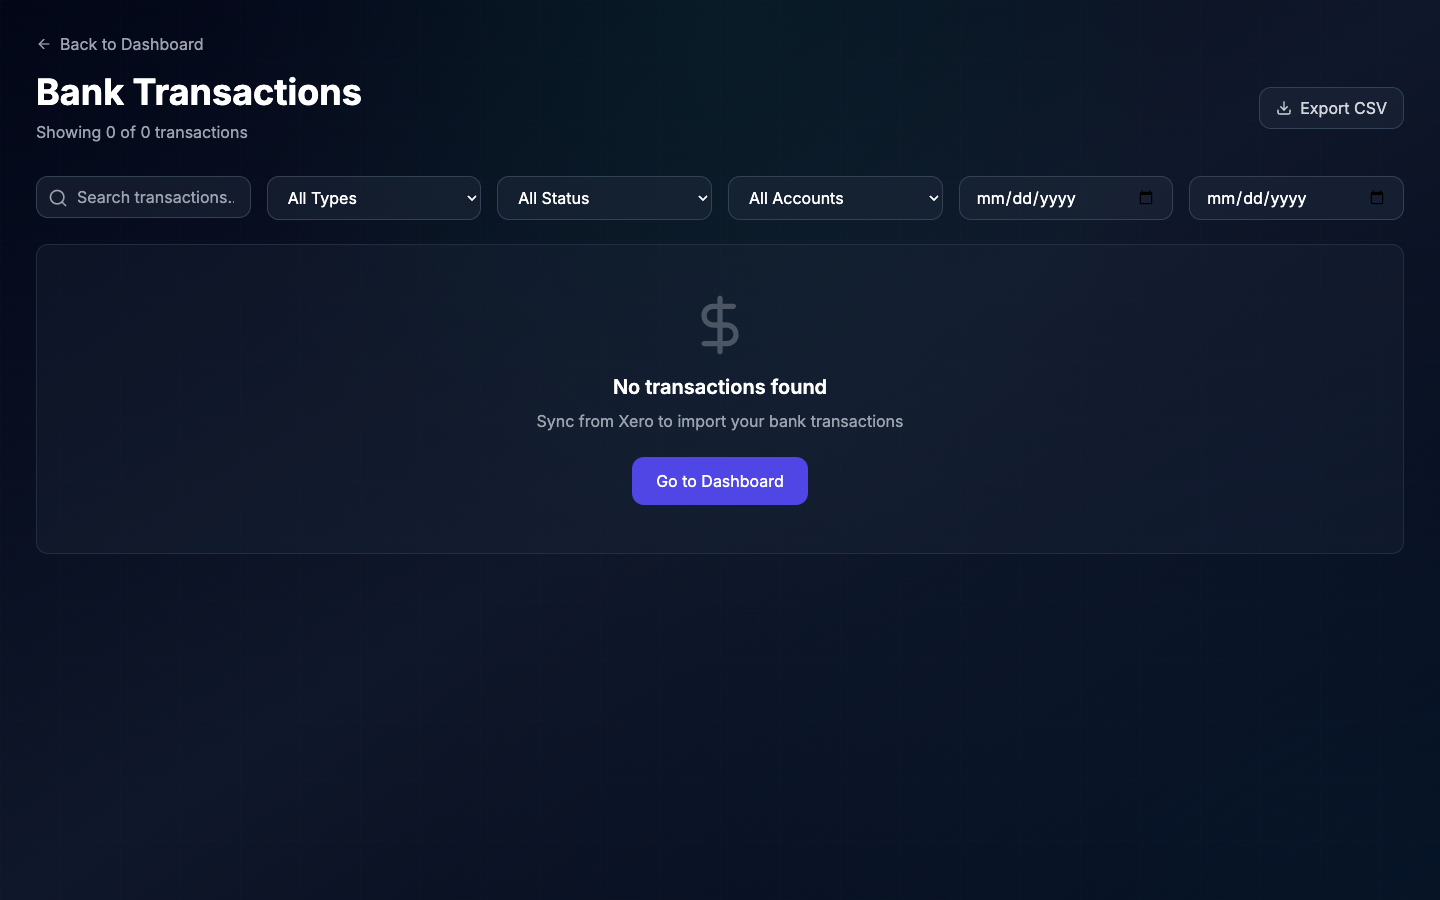 Back to Dashboard
Bank Transactions
Showing 0 of 0 transactions
Export CSV
Search transactions..
All Types
All Status
All Accounts
mm/dd/yyyy
mm/dd/yyyy
No transactions found
Sync from Xero to import your bank transactions
Go to Dashboard